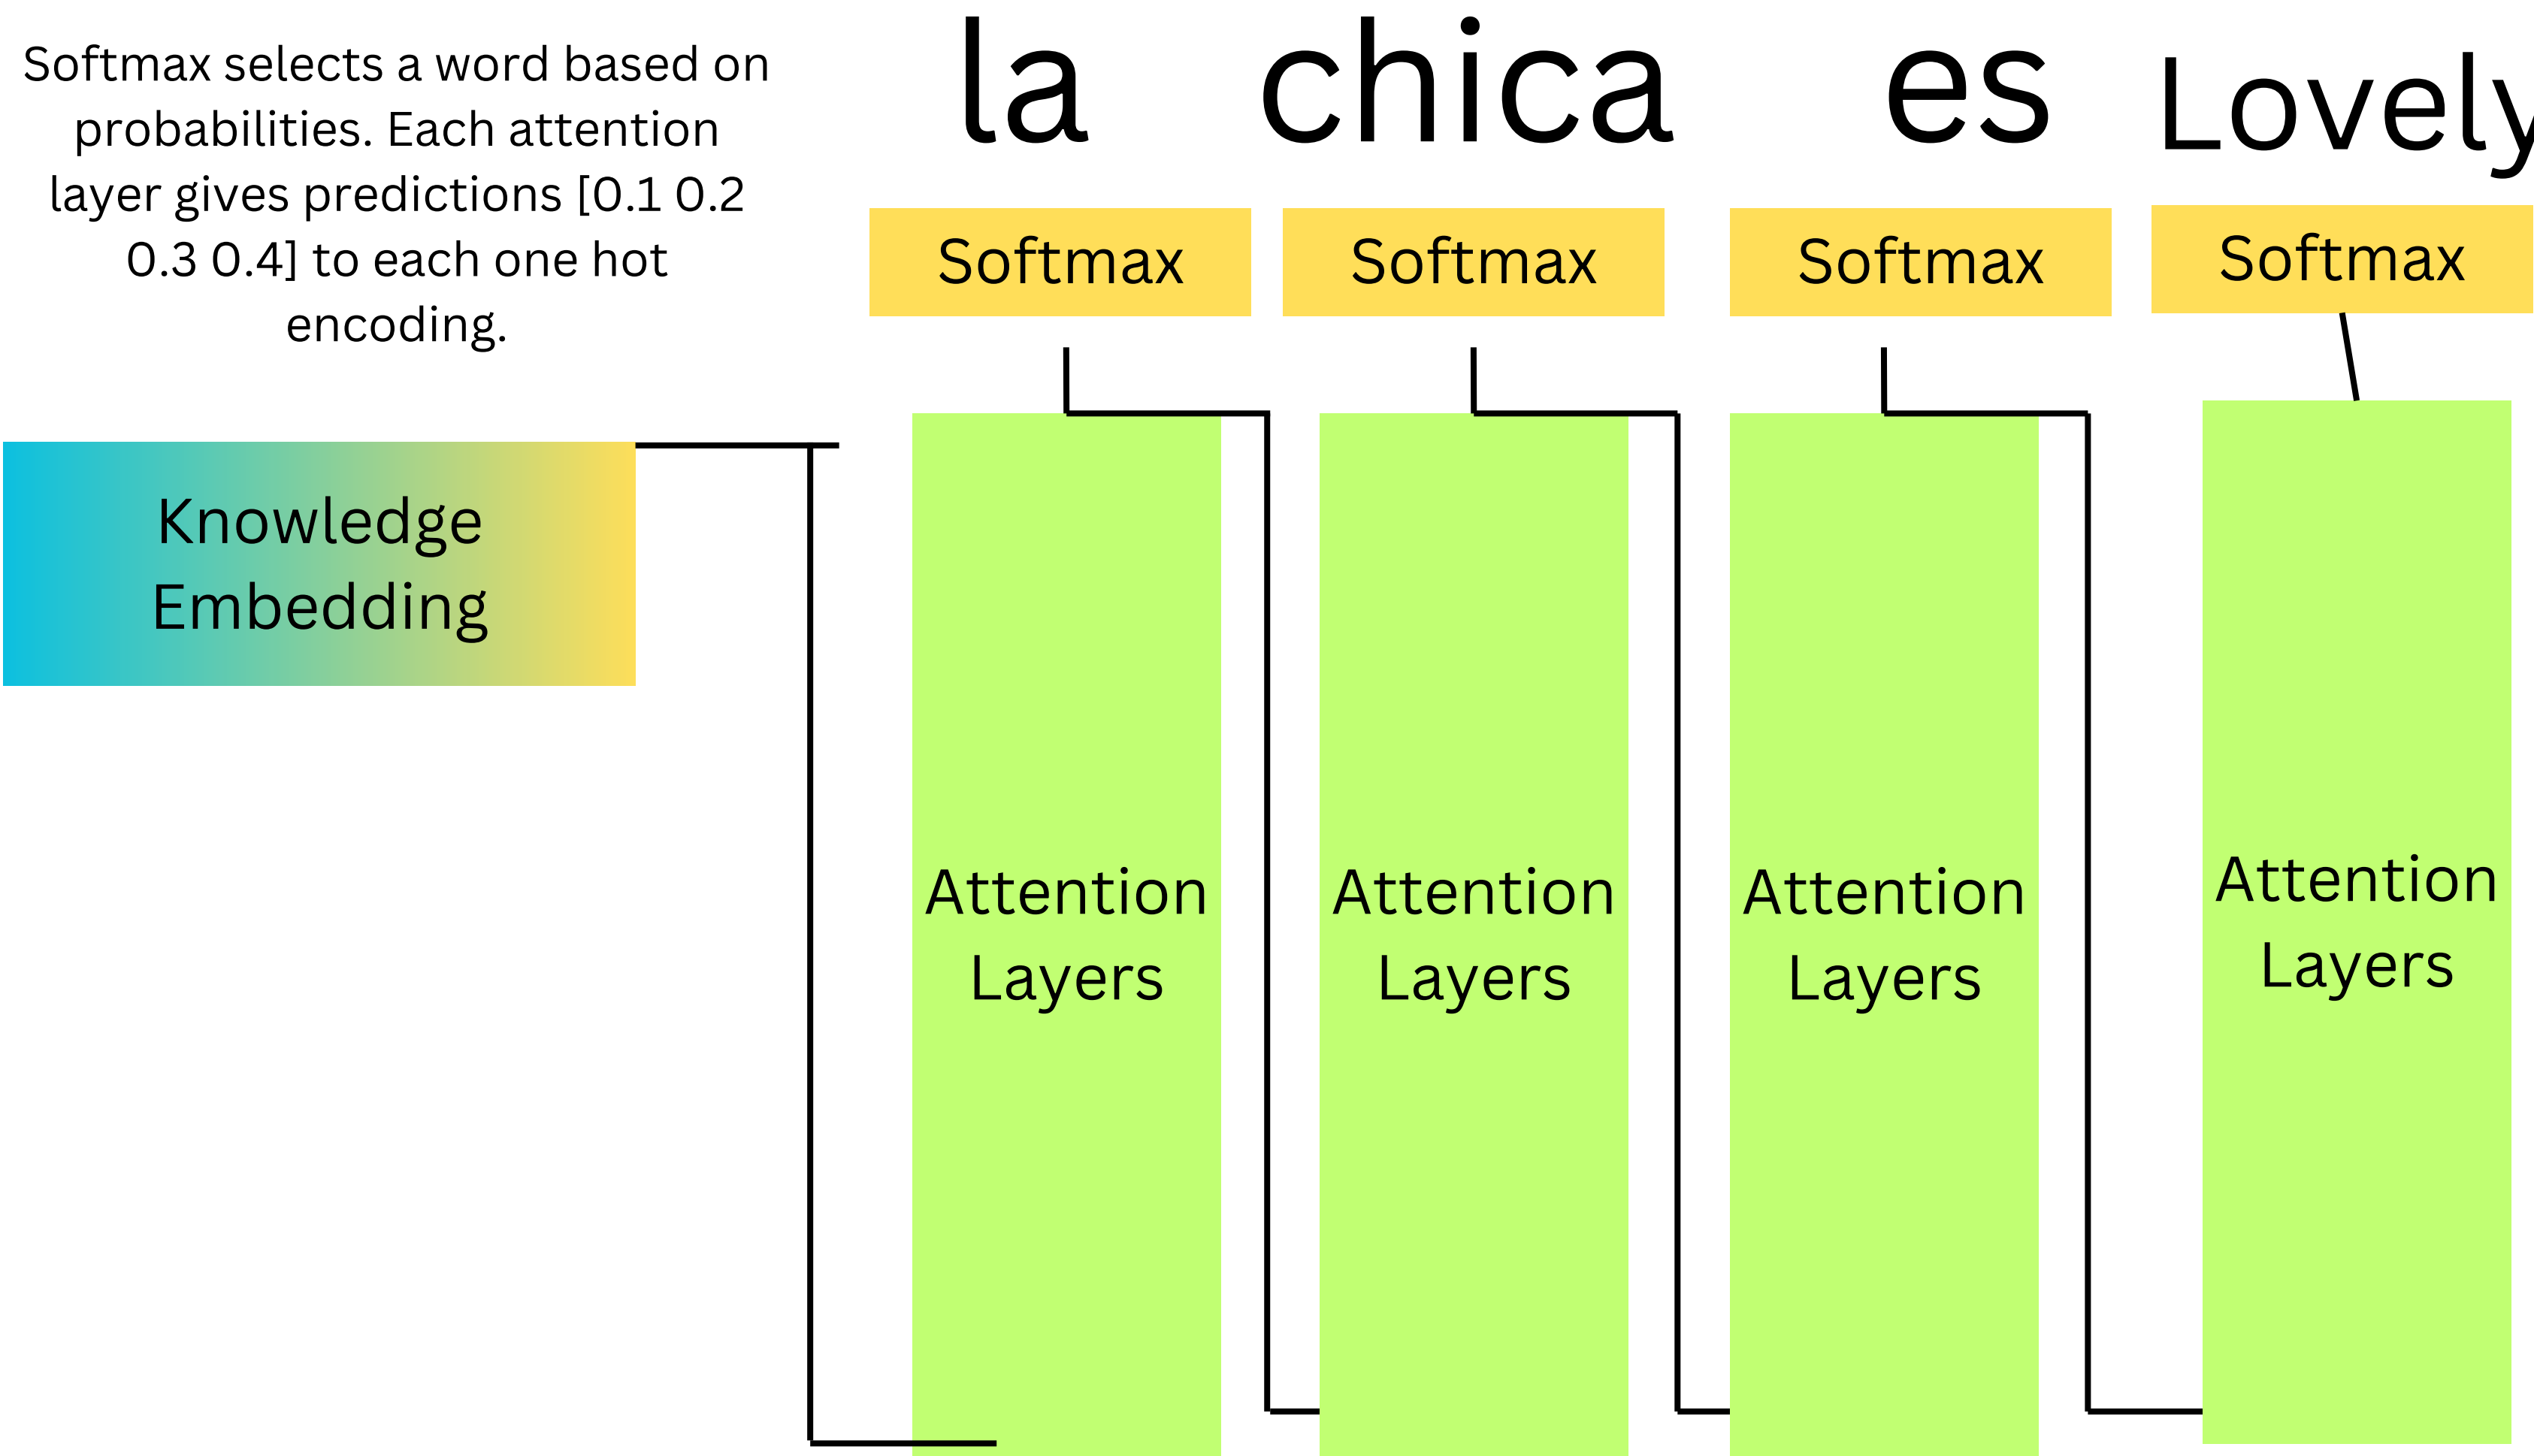 Softmax selects a word based on
probabilities. Each attention
layer gives predictions [0.1 0.2
0.3 0.4] to each one hot
encoding.
la chica es Lovely
Softmax Softmax Softmax Softmax
Knowledge
Embedding
Attention
Layers
Attention
Layers
Attention
Layers
Attention
Layers